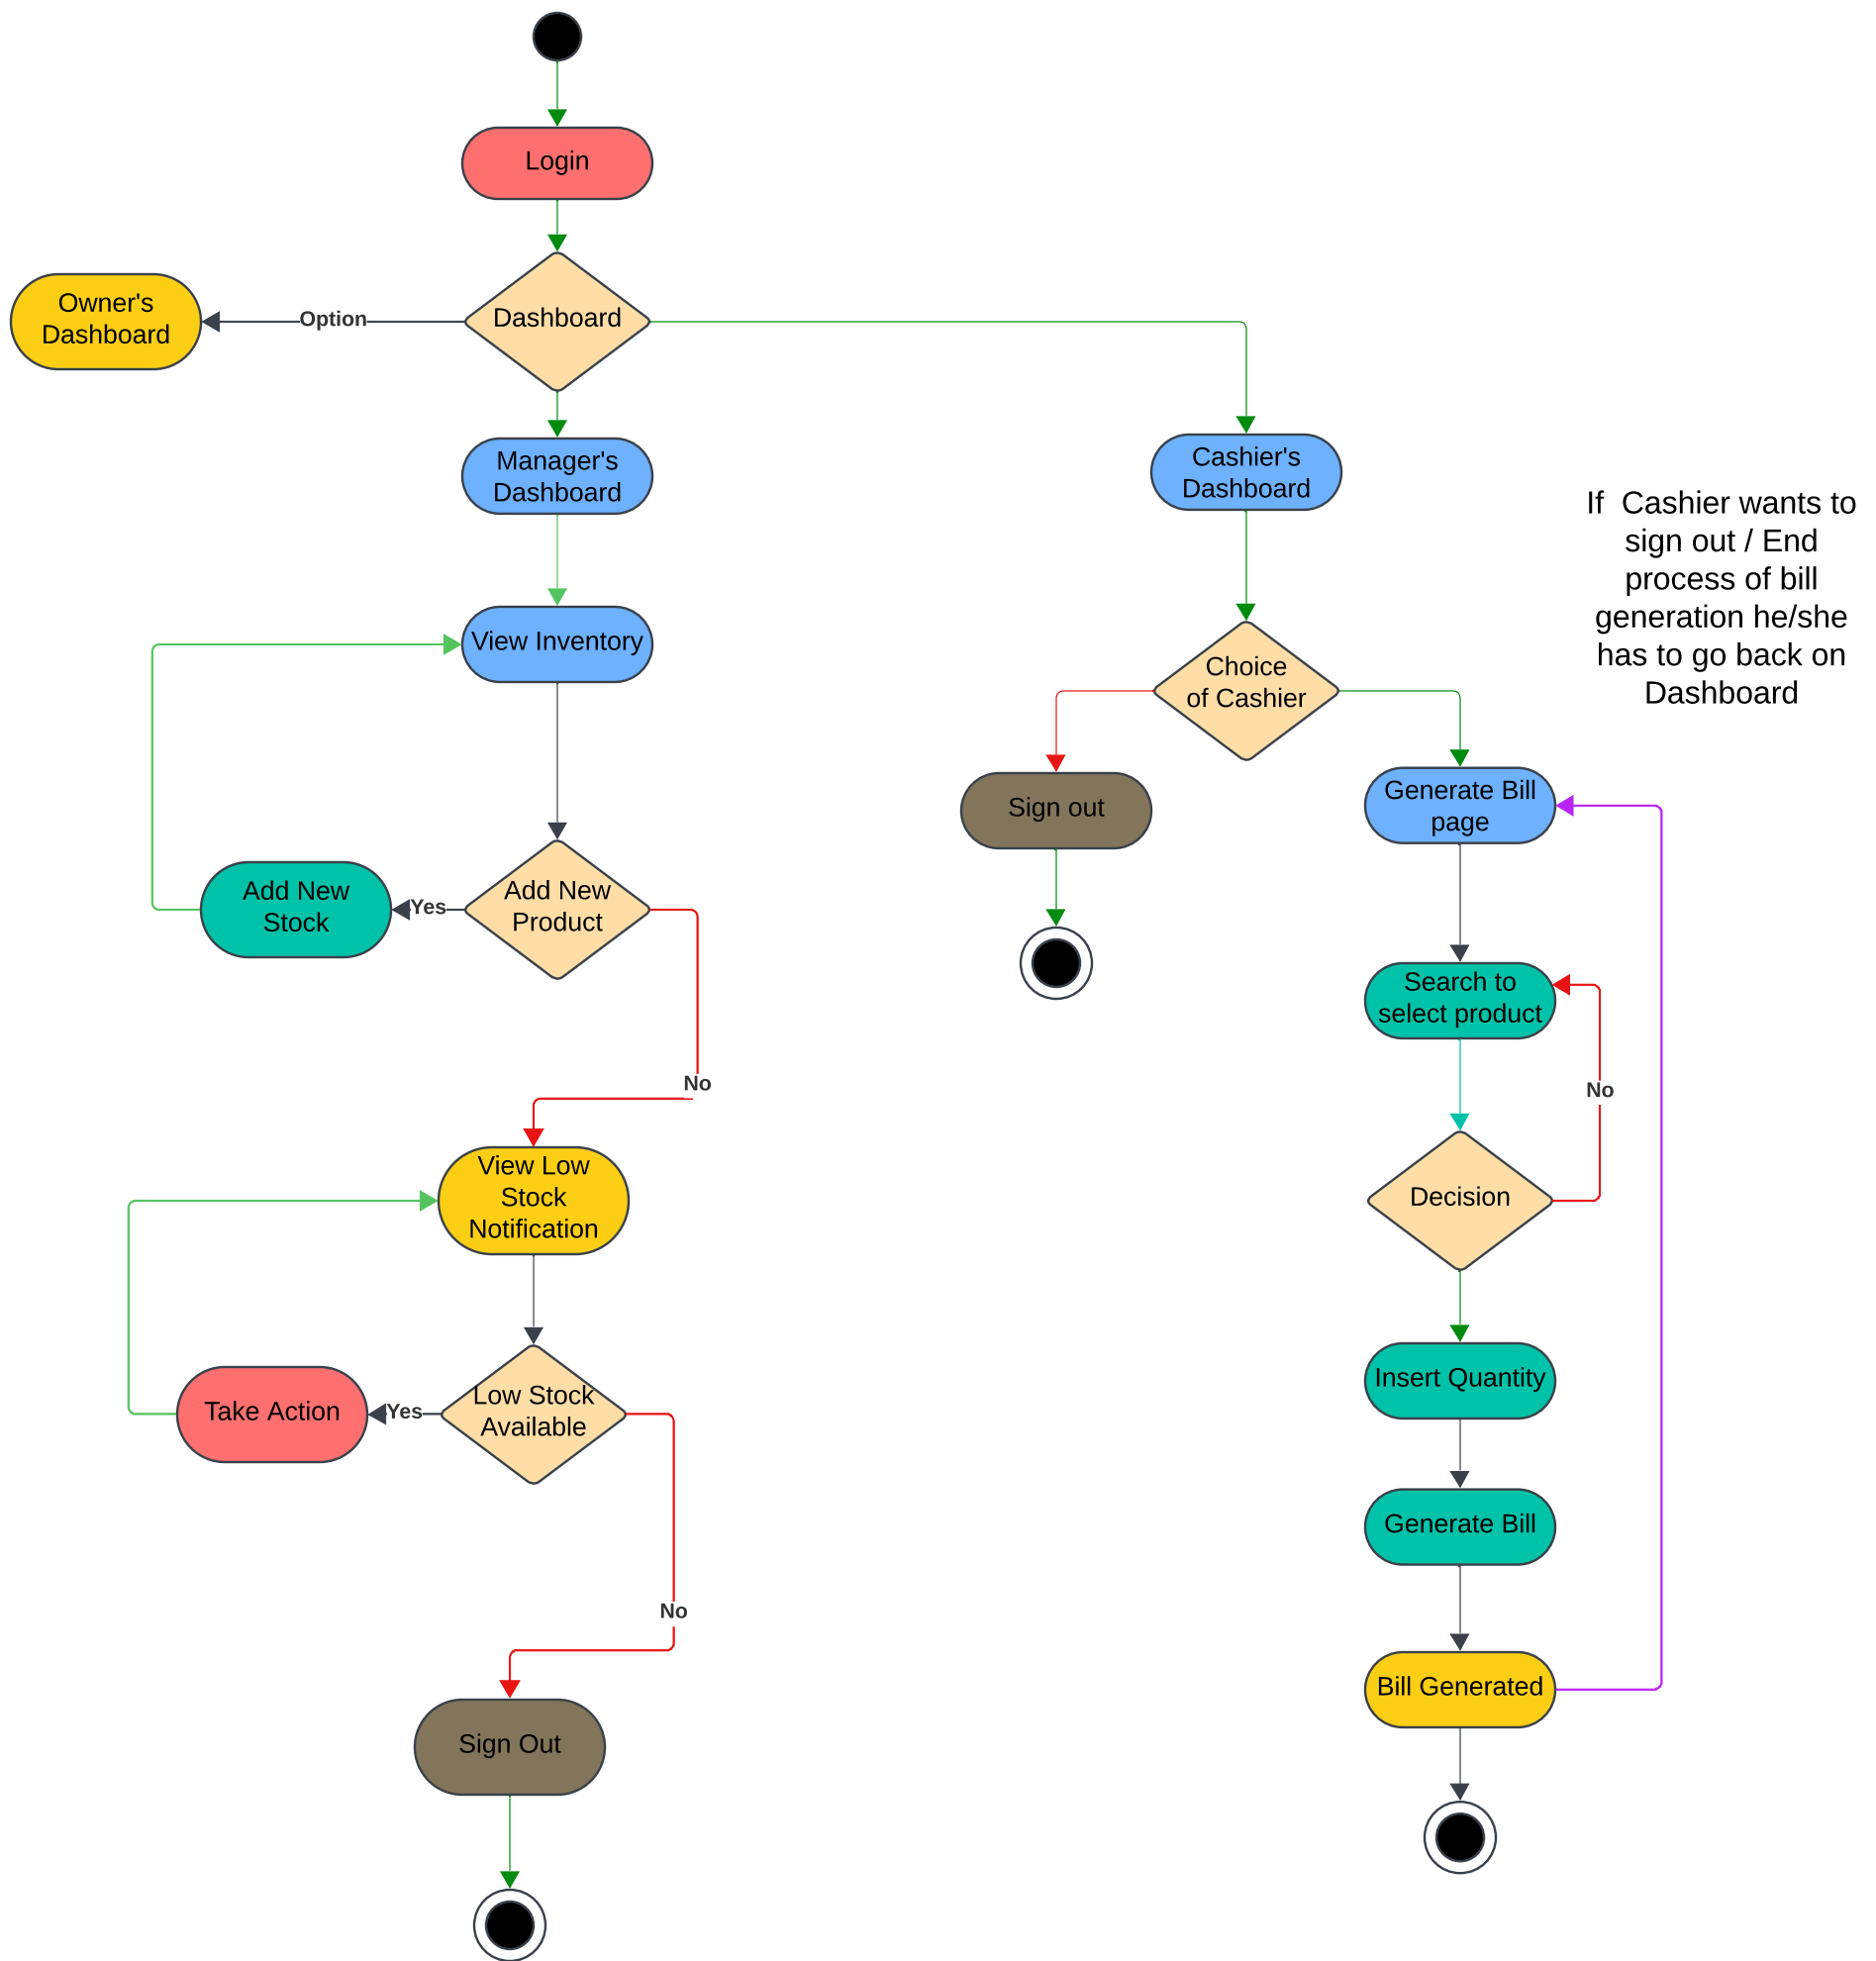 Login
Owner's
Dashboard
Option
Dashboard
Manager's
Dashboard
Cashier's
Dashboard
If  Cashier wants to
sign out / End
process of bill
generation he/she
has to go back on
Dashboard
View Inventory
Choice
of Cashier
Sign out
Generate Bill
page
Add New
Stock
Yes
Add New
Product
No
Search to
select product
No
Decision
View Low
Stock
Notification
Take Action
Yes
Low Stock
Available
No
Insert Quantity
Generate Bill
Bill Generated
Sign Out